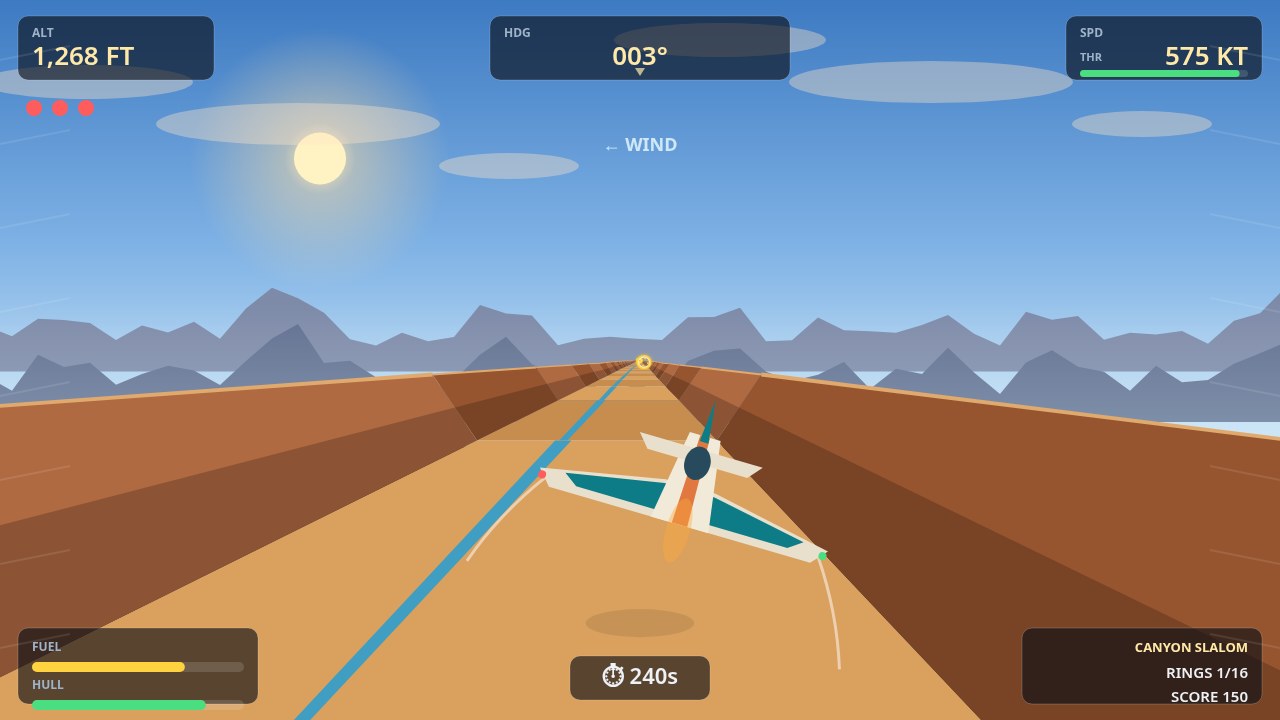 ALT
1,268 FT
HDG
003°
SPD
THR 575 KT
← WIND
FUEL
HULL
⏱ 240s
CANYON SLALOM
RINGS 1/16
SCORE 150